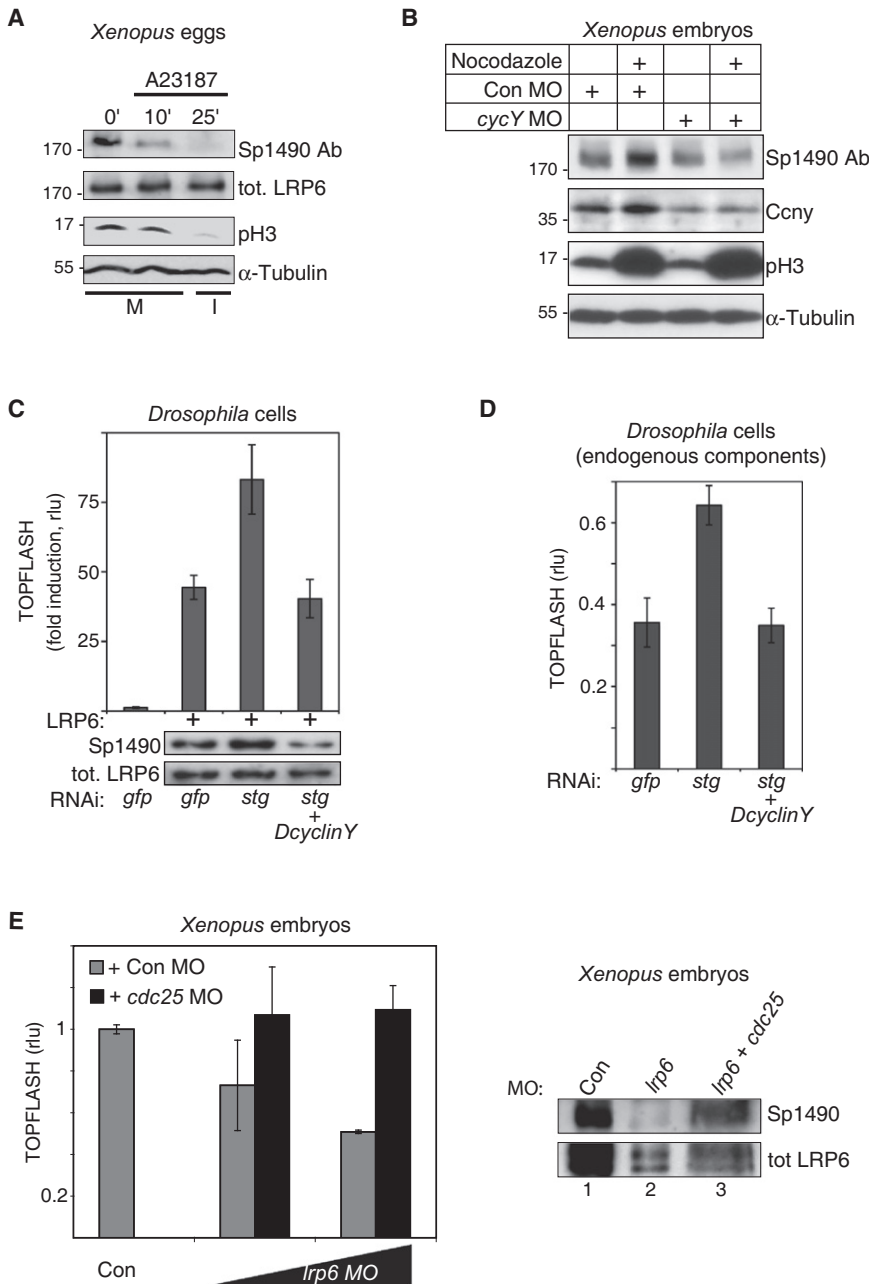 A
Xenopus eggs
A23187
0' 10' 25'
170 - Sp1490 Ab
170 - tot. LRP6
17 - pH3
55 - α-Tubulin
M I
B
Xenopus embryos
Nocodazole + +
Con MO + +
cycY MO + +
170 - Sp1490 Ab
35 - Ccny
17 - pH3
55 - α-Tubulin
C
Drosophila cells
TOPFLASH
(fold induction, rlu)
75
50
25
LRP6: + + +
Sp1490
tot. LRP6
RNAi: gfp gfp stg stg
+
DcyclinY
D
Drosophila cells
(endogenous components)
TOPFLASH (rlu)
0.6
0.4
0.2
RNAi: gfp stg stg
+
DcyclinY
E
Xenopus embryos
+ Con MO
+ cdc25 MO
TOPFLASH (rlu)
1
0.2
Con lrp6 MO
Xenopus embryos
MO: Con lrp6 lrp6 + cdc25
Sp1490
tot LRP6
1 2 3